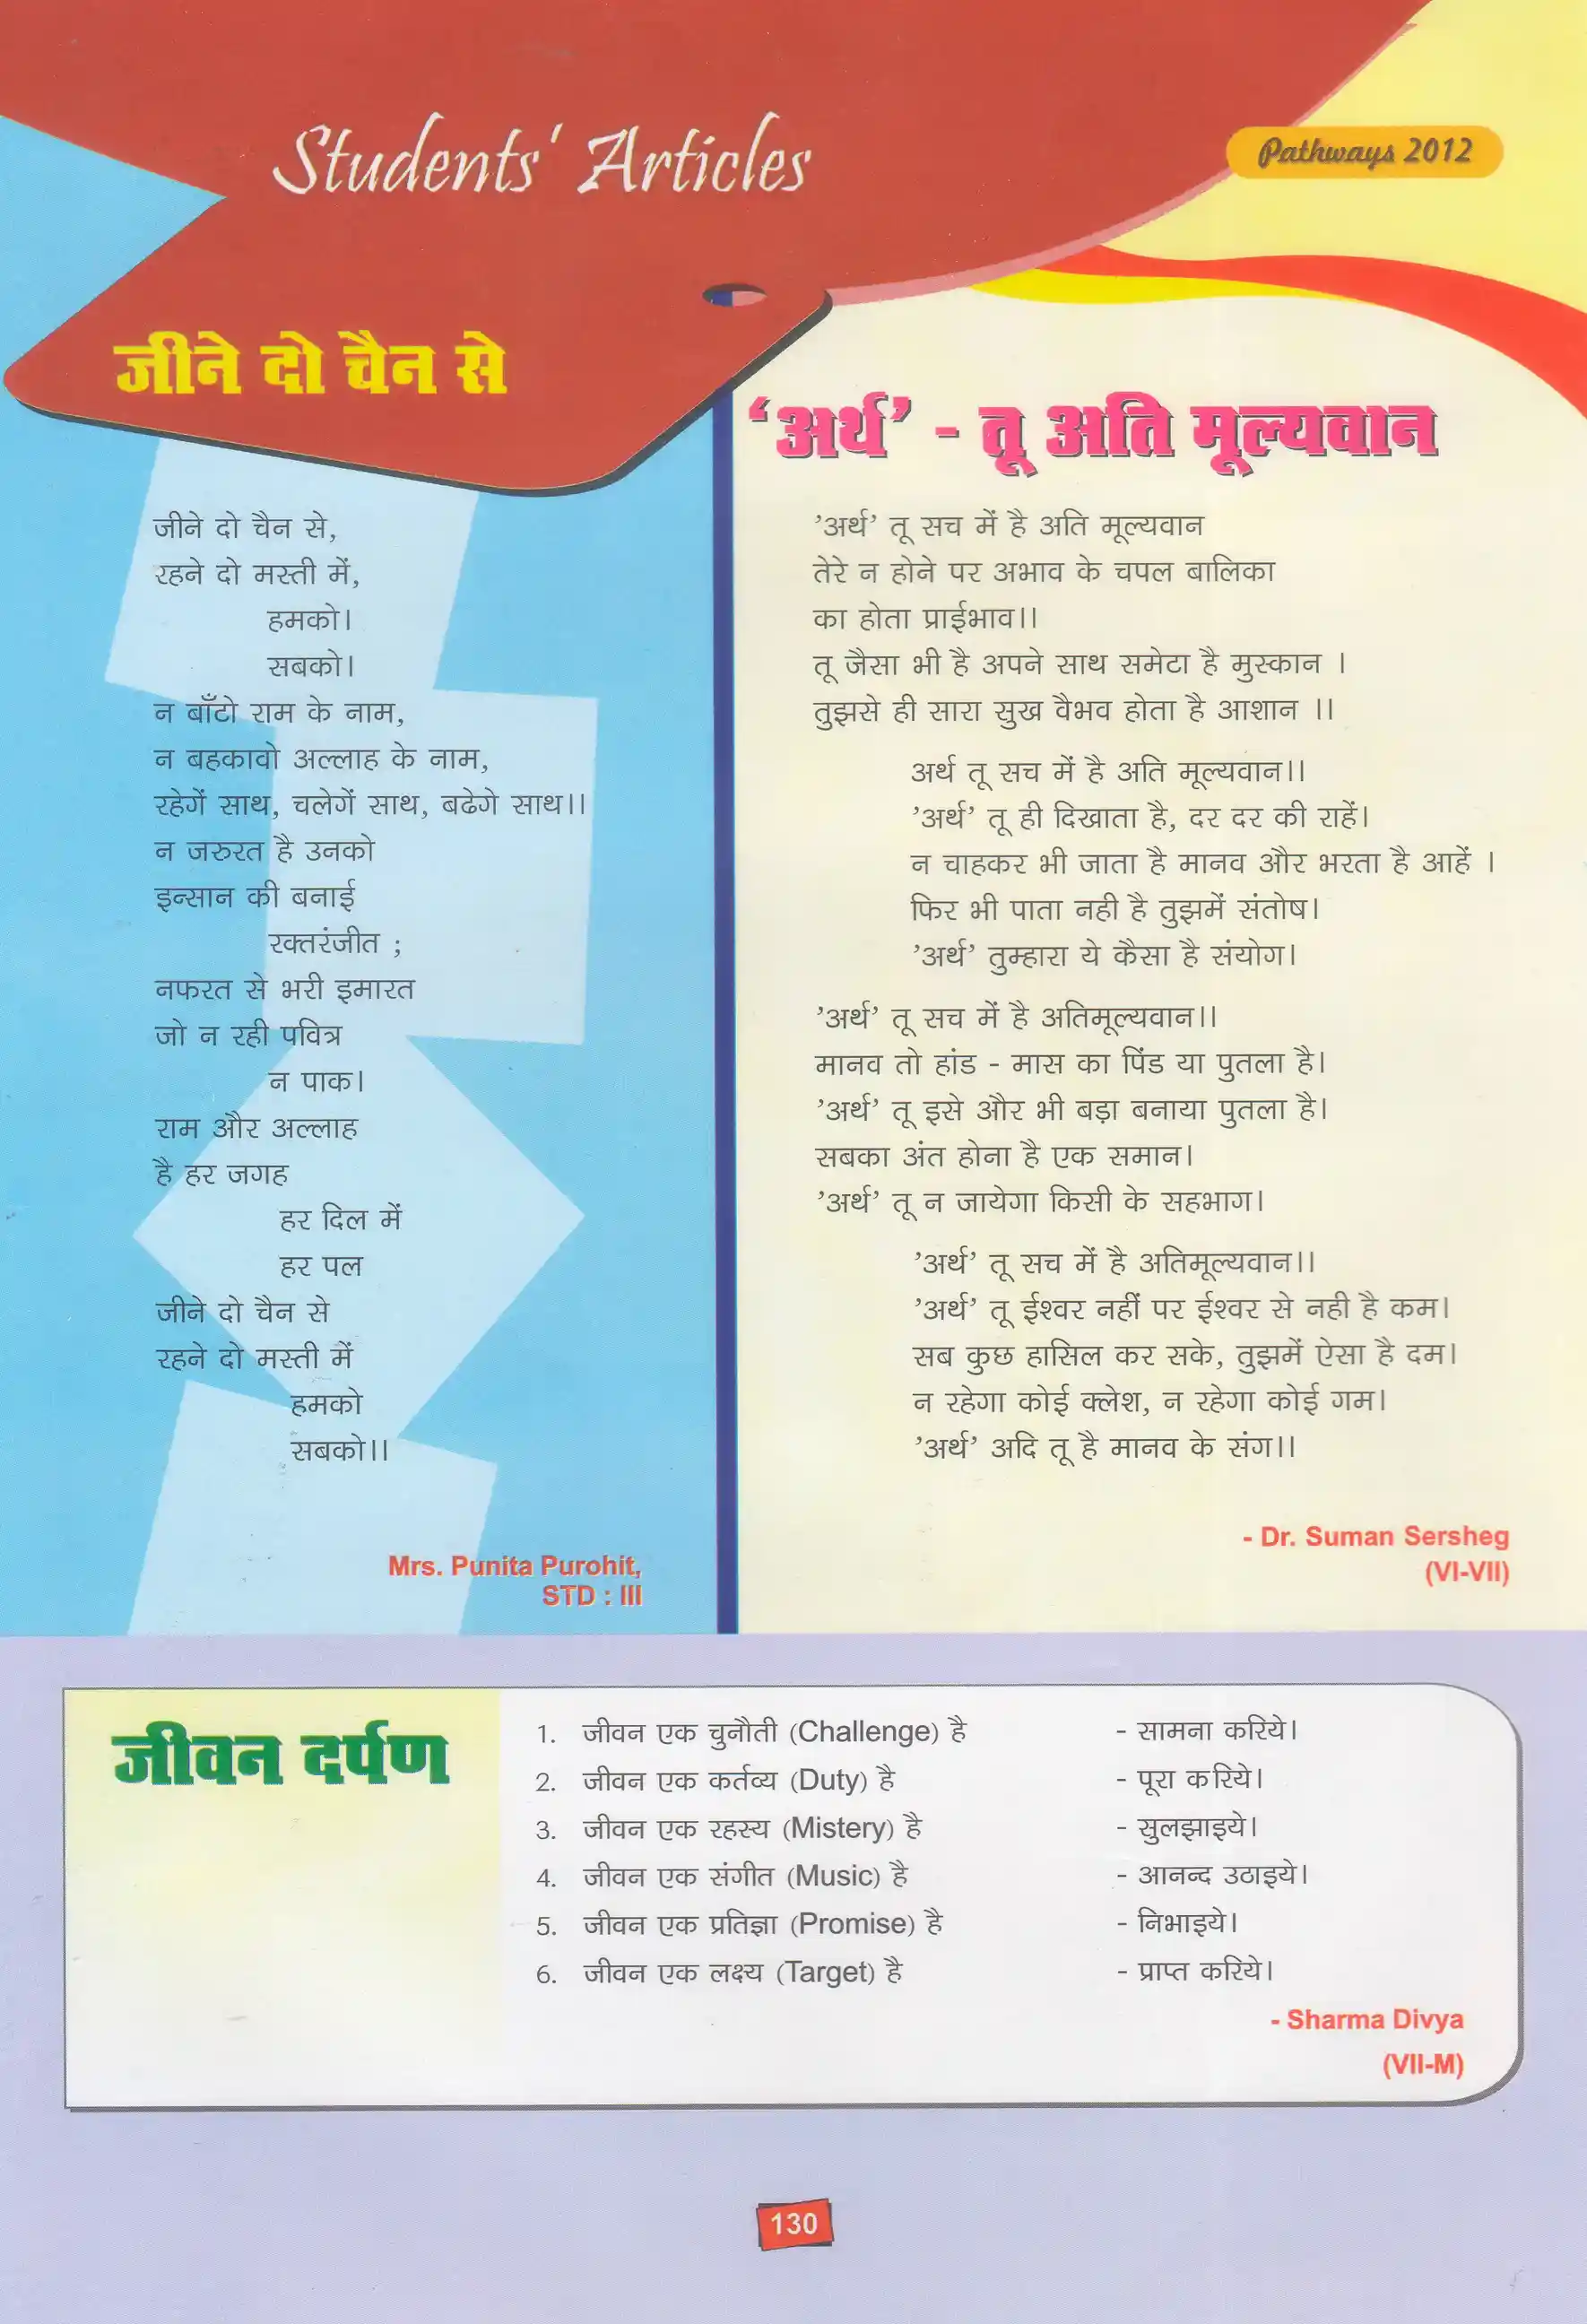 Students' Articles
Pathways 2012
जीने दो चैन से
जीने दो चैन से,
रहने दो मस्ती में,
हमको।
सबको।
न बाँटो राम के नाम,
न बहकावो अल्लाह के नाम,
रहेगें साथ, चलेगें साथ, बढेगे साथ।।
न जरुरत है उनको
इन्सान की बनाई
रक्तरंजीत ;
नफरत से भरी इमारत
जो न रही पवित्र
न पाक।
राम और अल्लाह
है हर जगह
हर दिल में
हर पल
जीने दो चैन से
रहने दो मस्ती में
हमको
सबको।।
Mrs. Punita Purohit,
STD : III
‘अर्थ’ - तू अति मूल्यवान
’अर्थ’ तू सच में है अति मूल्यवान
तेरे न होने पर अभाव के चपल बालिका
का होता प्राईभाव।।
तू जैसा भी है अपने साथ समेटा है मुस्कान ।
तुझसे ही सारा सुख वैभव होता है आशान ।।
अर्थ तू सच में है अति मूल्यवान।।
’अर्थ’ तू ही दिखाता है, दर दर की राहें।
न चाहकर भी जाता है मानव और भरता है आहें ।
फिर भी पाता नही है तुझमें संतोष।
’अर्थ’ तुम्हारा ये कैसा है संयोग।
’अर्थ’ तू सच में है अतिमूल्यवान।।
मानव तो हांड - मास का पिंड या पुतला है।
’अर्थ’ तू इसे और भी बड़ा बनाया पुतला है।
सबका अंत होना है एक समान।
’अर्थ’ तू न जायेगा किसी के सहभाग।
’अर्थ’ तू सच में है अतिमूल्यवान।।
’अर्थ’ तू ईश्वर नहीं पर ईश्वर से नही है कम।
सब कुछ हासिल कर सके, तुझमें ऐसा है दम।
न रहेगा कोई क्लेश, न रहेगा कोई गम।
’अर्थ’ अदि तू है मानव के संग।।
- Dr. Suman Sersheg
(VI-VII)
जीवन दर्पण
1. जीवन एक चुनौती (Challenge) है - सामना करिये।
2. जीवन एक कर्तव्य (Duty) है - पूरा करिये।
3. जीवन एक रहस्य (Mistery) है - सुलझाइये।
4. जीवन एक संगीत (Music) है - आनन्द उठाइये।
5. जीवन एक प्रतिज्ञा (Promise) है - निभाइये।
6. जीवन एक लक्ष्य (Target) है - प्राप्त करिये।
- Sharma Divya
(VII-M)
130